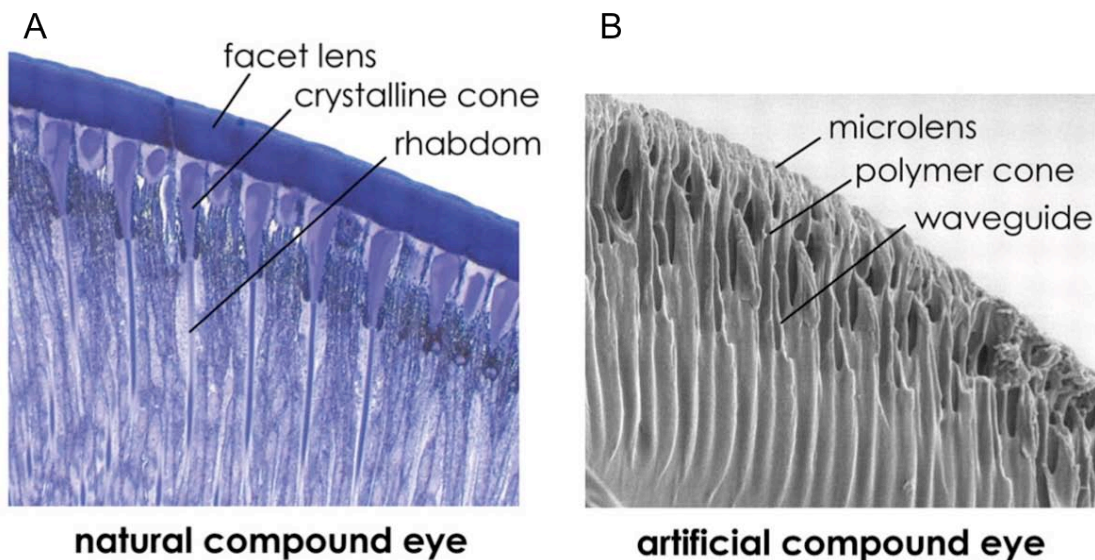 A
facet lens
crystalline cone
rhabdom
natural compound eye
B
microlens
polymer cone
waveguide
artificial compound eye